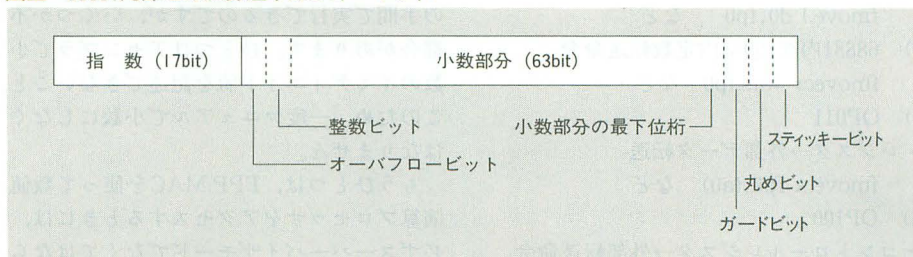 指 数(17bit)
小数部分(63bit)
整数ビット
オーバフロービット
小数部分の最下位桁
スティッキービット
丸めビット
ガードビット